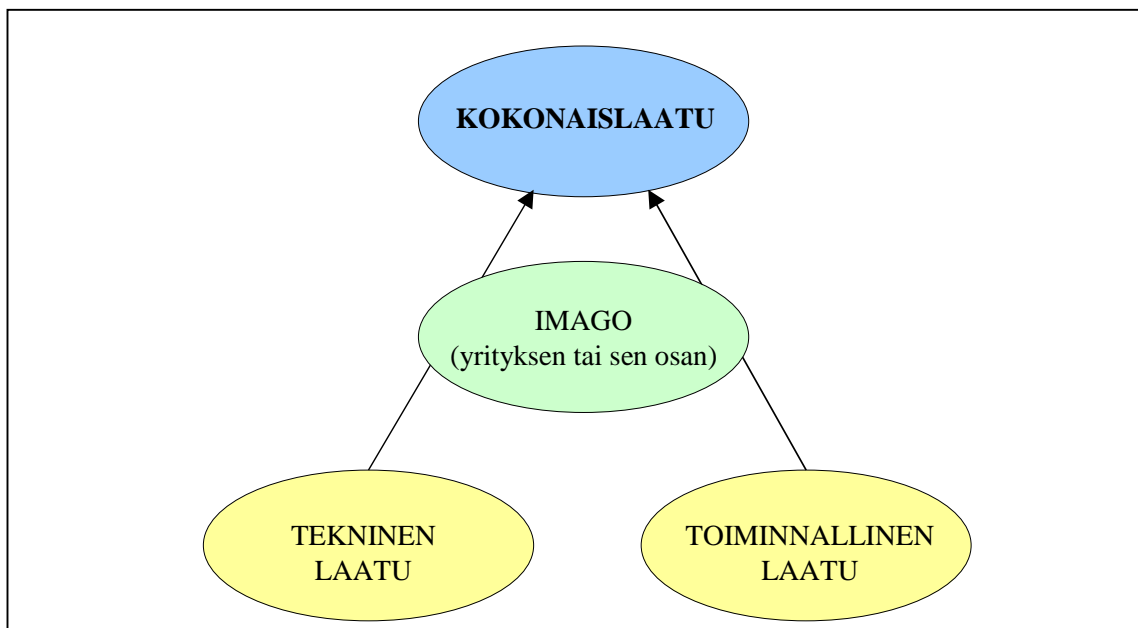 KOKONAISLAATU
IMAGO
(yrityksen tai sen osan)
TEKNINEN
LAATU
TOIMINNALLINEN
LAATU